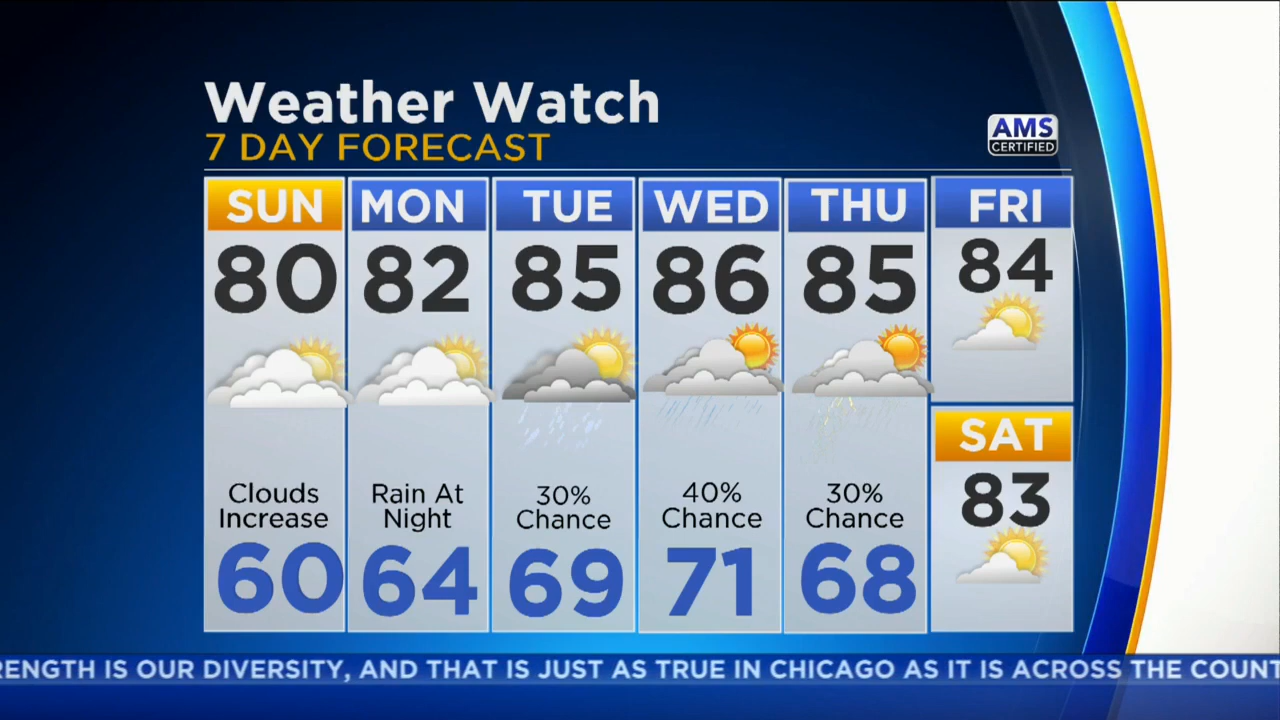 Weather Watch
7 DAY FORECAST
AMS
CERTIFIED
SUN
80
Clouds
Increase
60
MON
82
Rain At
Night
64
TUE
85
30%
Chance
69
WED
86
40%
Chance
71
THU
85
30%
Chance
68
FRI
84
SAT
83
RENGTH IS OUR DIVERSITY, AND THAT IS JUST AS TRUE IN CHICAGO AS IT IS ACROSS THE COUNT